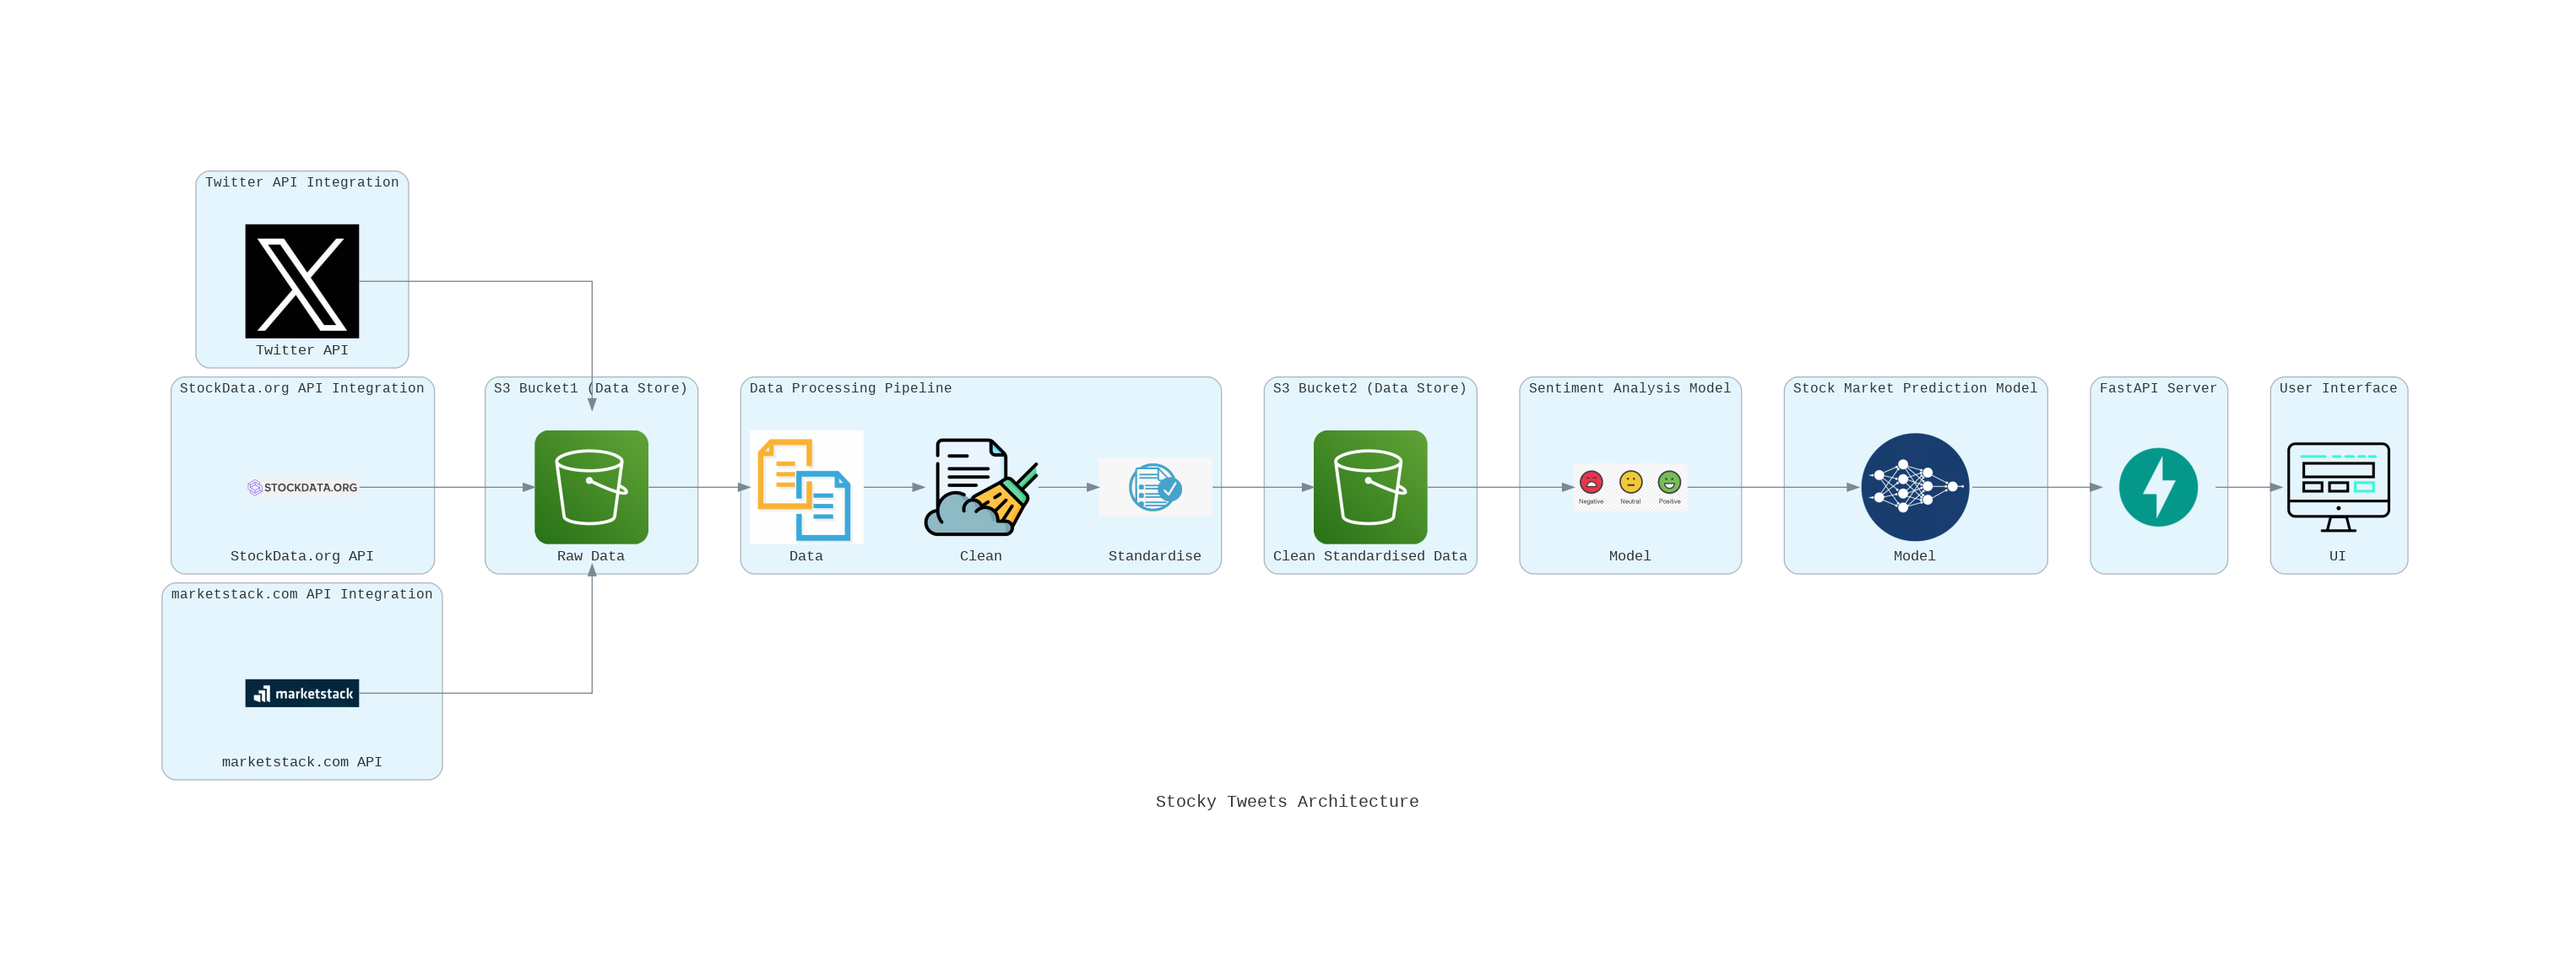 Twitter API Integration
Twitter API
StockData.org API Integration
STOCKDATA.ORG
StockData.org API
marketstack.com API Integration
marketstack
marketstack.com API
S3 Bucket1 (Data Store)
Raw Data
Data Processing Pipeline
Data
Clean
Standardise
S3 Bucket2 (Data Store)
Clean Standardised Data
Sentiment Analysis Model
Negative Neutral Positive
Model
Stock Market Prediction Model
Model
FastAPI Server
User Interface
UI
Stocky Tweets Architecture